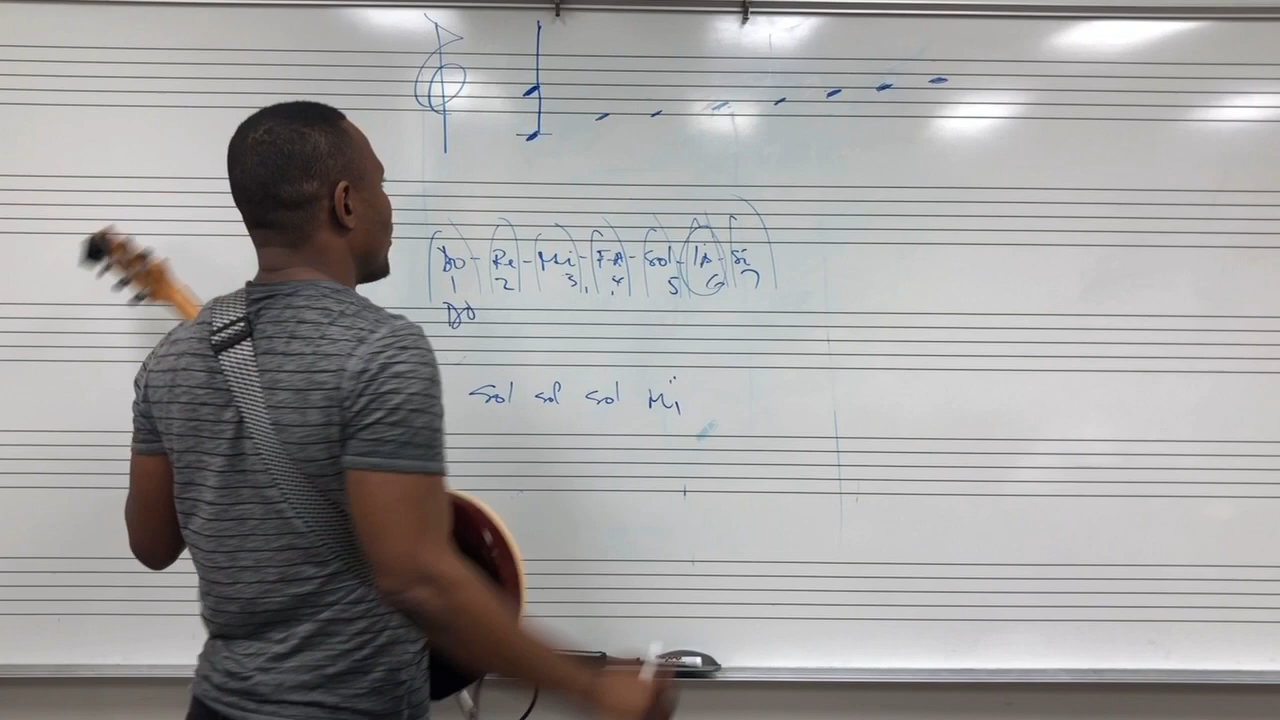 Do - Re - Mi - FA - Sol - lA - Si
1 2 3 4 5 6 7
Do
Sol sol sol Mi